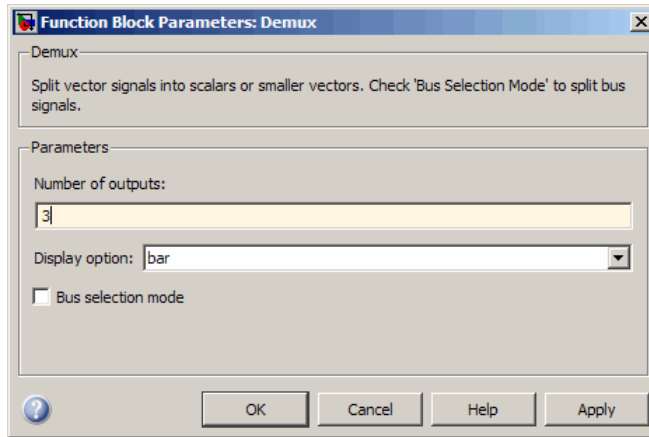 Function Block Parameters: Demux
Demux
Split vector signals into scalars or smaller vectors. Check 'Bus Selection Mode' to split bus
signals.
Parameters
Number of outputs:
3
Display option: bar
Bus selection mode
OK Cancel Help Apply